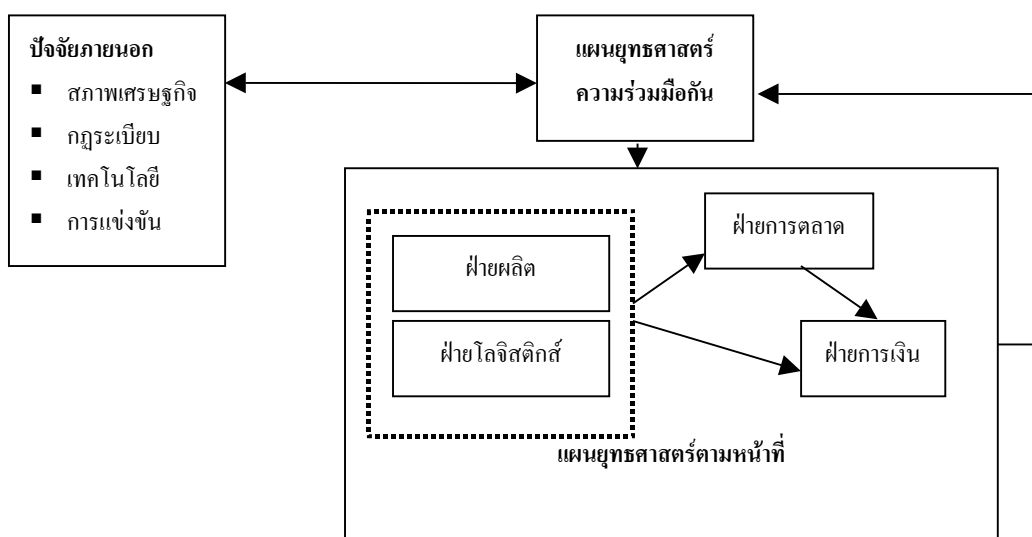 ปัจจัยภายนอก
▪ สภาพเศรษฐกิจ
▪ กฎระเบียบ
▪ เทคโนโลยี
▪ การแข่งขัน
แผนยุทธศาสตร์
ความร่วมมือกัน
ฝ่ายการตลาด
ฝ่ายผลิต
ฝ่ายโลจิสติกส์
ฝ่ายการเงิน
แผนยุทธศาสตร์ตามหน้าที่